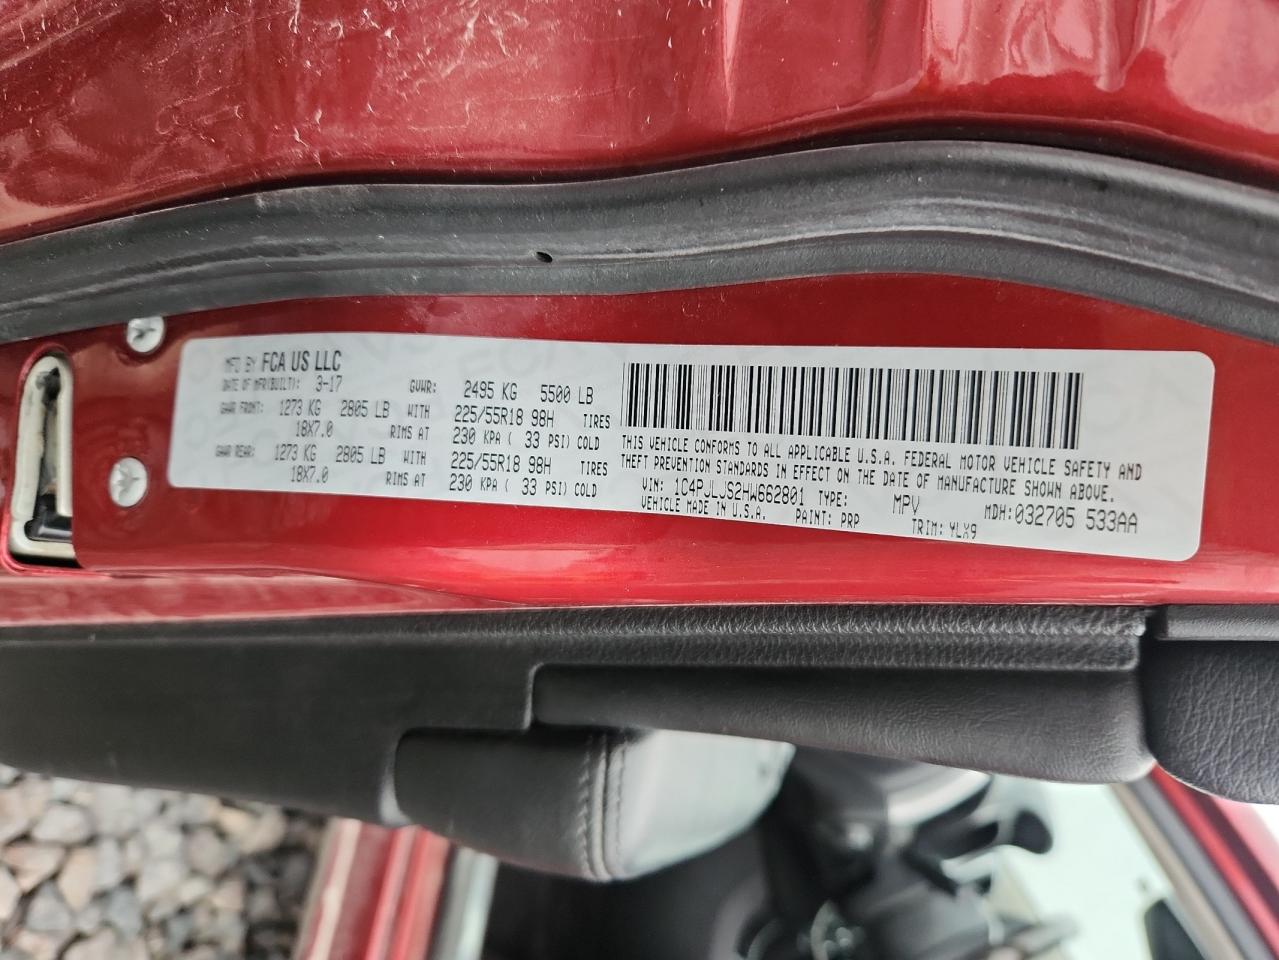 MFD BY FCA US LLC
DATE OF MFR(BUILT): 3-17 GVWR: 2495 KG 5500 LB
GAWR FRONT: 1273 KG 2805 LB WITH 225/55R18 98H TIRES
18X7.0 RIMS AT 230 KPA ( 33 PSI) COLD
GAWR REAR: 1273 KG 2805 LB WITH 225/55R18 98H TIRES
18X7.0 RIMS AT 230 KPA ( 33 PSI) COLD
THIS VEHICLE CONFORMS TO ALL APPLICABLE U.S.A. FEDERAL MOTOR VEHICLE SAFETY AND
THEFT PREVENTION STANDARDS IN EFFECT ON THE DATE OF MANUFACTURE SHOWN ABOVE.
VIN: 1C4PJLJS2HW662801 TYPE: MPV MDH:032705 533AA
VEHICLE MADE IN U.S.A. PAINT: PRP TRIM: YLX9